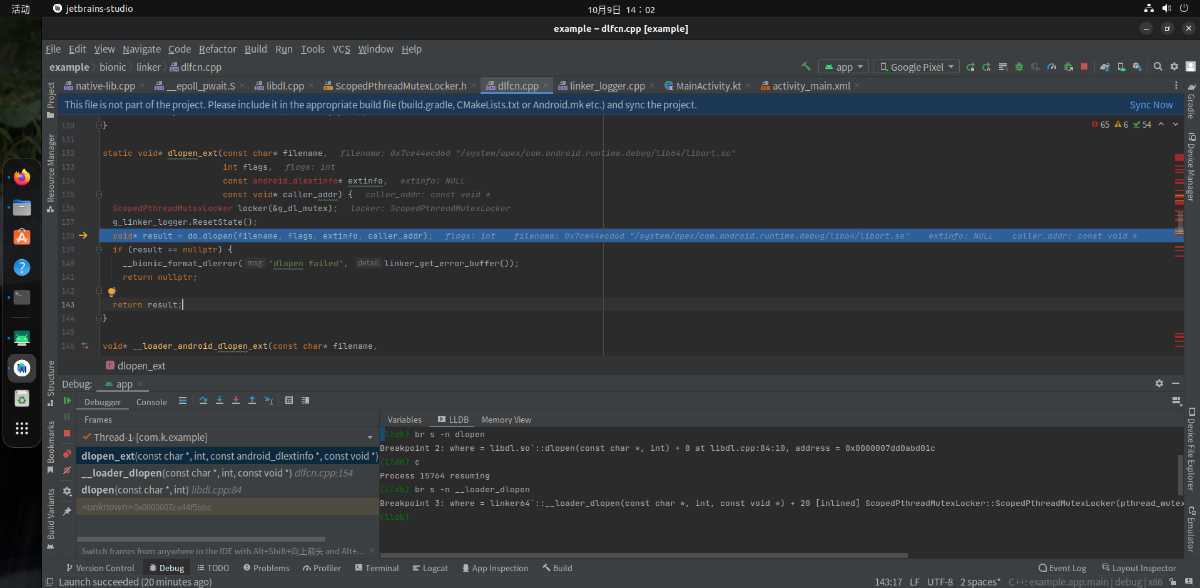 活动 jetbrains-studio 10月9日 14：02
example – dlfcn.cpp [example]
File Edit View Navigate Code Refactor Build Run Tools VCS Window Help
example bionic linker dlfcn.cpp app Google Pixel
native-lib.cpp __epoll_pwait.S libdl.cpp ScopedPthreadMutexLocker.h dlfcn.cpp linker_logger.cpp MainActivity.kt activity_main.xml
This file is not part of the project. Please include it in the appropriate build file (build.gradle, CMakeLists.txt or Android.mk etc.) and sync the project. Sync Now
130 } 65 6 54
131
132 static void* dlopen_ext(const char* filename, filename: 0x7ce44ecd6d "/system/apex/com.android.runtime.debug/lib64/libart.so"
133 int flags, flags: int
134 const android_dlextinfo* extinfo, extinfo: NULL
135 const void* caller_addr) { caller_addr: const void *
136 ScopedPthreadMutexLocker locker(&g_dl_mutex); locker: ScopedPthreadMutexLocker
137 g_linker_logger.ResetState();
138 void* result = do_dlopen(filename, flags, extinfo, caller_addr); flags: int filename: 0x7ce44ecd6d "/system/apex/com.android.runtime.debug/lib64/libart.so" extinfo: NULL caller_addr: const void *
139 if (result == nullptr) {
140 __bionic_format_dlerror( msg: "dlopen failed", detail: linker_get_error_buffer());
141 return nullptr;
142 }
143 return result;
144 }
145
146 void* __loader_android_dlopen_ext(const char* filename,
dlopen_ext
Debug: app
Debugger Console
Frames Variables LLDB Memory View
Thread-1-[com.k.example]
dlopen_ext(const char *, int, const android_dlextinfo *, const void *)
__loader_dlopen(const char *, int, const void *) dlfcn.cpp:154
dlopen(const char *, int) libdl.cpp:84
<unknown> 0x0000007ce44f5bbc
Switch frames from anywhere in the IDE with Alt+Shift+向上箭头 and Alt+...
(lldb) br s -n dlopen
Breakpoint 2: where = libdl.so`::dlopen(const char *, int) + 8 at libdl.cpp:84:10, address = 0x0000007dd0abd01c
(lldb) c
Process 15764 resuming
(lldb) br s -n __loader_dlopen
Breakpoint 3: where = linker64`::__loader_dlopen(const char *, int, const void *) + 20 [inlined] ScopedPthreadMutexLocker::ScopedPthreadMutexLocker(pthread_mutex
(lldb)
Project
Resource Manager
Structure
Bookmarks
Build Variants
Gradle
Device Manager
Device File Explorer
Emulator
Version Control Debug TODO Problems Profiler Terminal Logcat App Inspection Build Event Log Layout Inspector
Launch succeeded (20 minutes ago) 143:17 LF UTF-8 2 spaces* C++: example.app.main | debug | x86